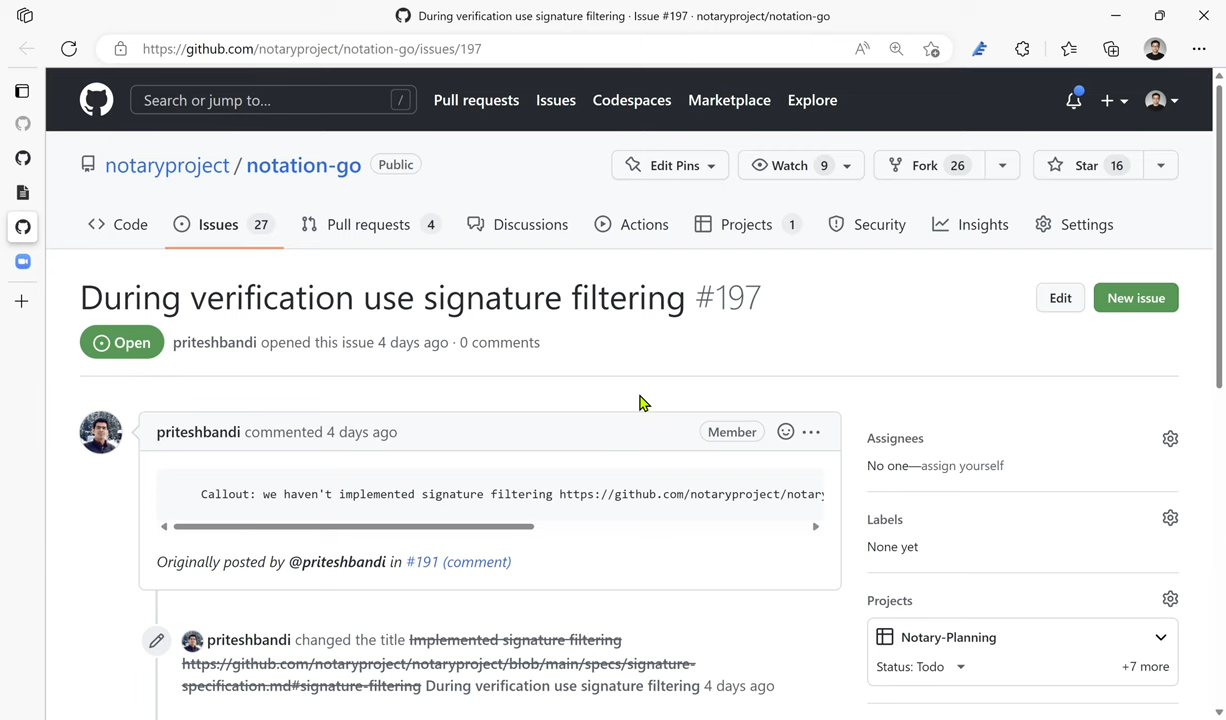 During verification use signature filtering · Issue #197 · notaryproject/notation-go
https://github.com/notaryproject/notation-go/issues/197
Search or jump to... /
Pull requests Issues Codespaces Marketplace Explore
notaryproject / notation-go Public
Edit Pins Watch 9 Fork 26 Star 16
Code Issues 27 Pull requests 4 Discussions Actions Projects 1 Security Insights Settings
During verification use signature filtering #197
Edit New issue
Open priteshbandi opened this issue 4 days ago · 0 comments
priteshbandi commented 4 days ago Member
Callout: we haven't implemented signature filtering https://github.com/notaryproject/notary
Originally posted by @priteshbandi in #191 (comment)
priteshbandi changed the title Implemented signature filtering
https://github.com/notaryproject/notaryproject/blob/main/specs/signature-
specification.md#signature-filtering During verification use signature filtering 4 days ago
Assignees
No one—assign yourself
Labels
None yet
Projects
Notary-Planning
Status: Todo +7 more